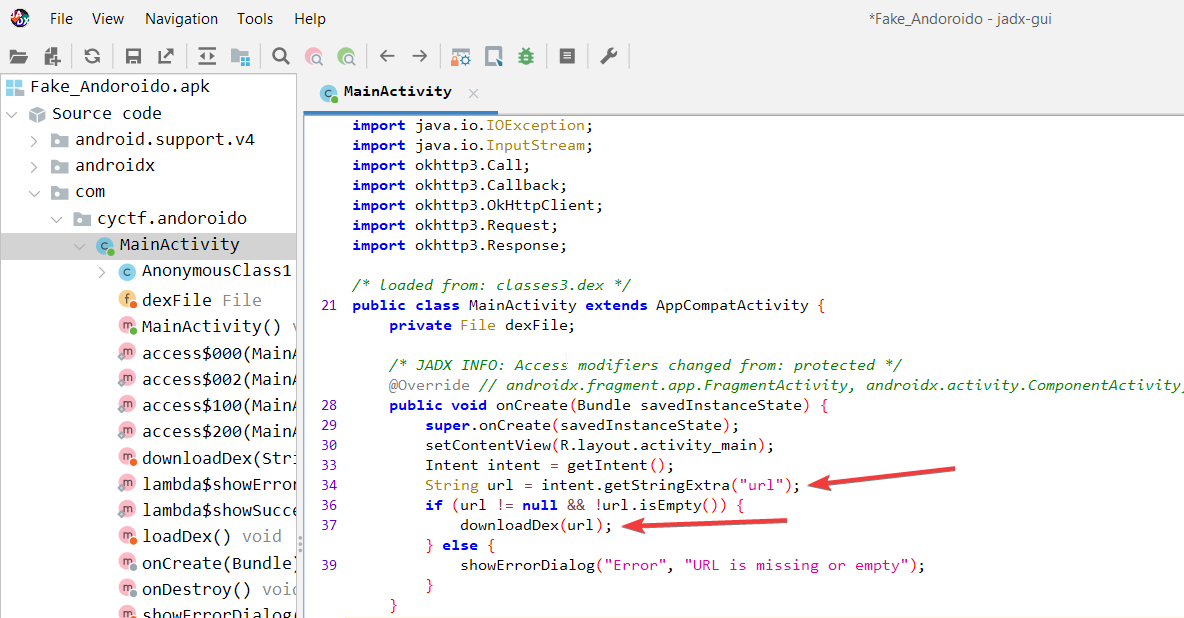 File View Navigation Tools Help *Fake_Andoroido - jadx-gui
Fake_Andoroido.apk
Source code
android.support.v4
androidx
com
cyctf.andoroido
MainActivity
C AnonymousClass1
f dexFile File
m MainActivity()
m access$000(MainA
m access$002(MainA
m access$100(MainA
m access$200(MainA
m downloadDex(Stri
m lambda$showError
m lambda$showSucce
m loadDex() void
m onCreate(Bundle)
m onDestroy() void
m showErrorDialog(
C MainActivity ×
import java.io.IOException;
import java.io.InputStream;
import okhttp3.Call;
import okhttp3.Callback;
import okhttp3.OkHttpClient;
import okhttp3.Request;
import okhttp3.Response;
/* loaded from: classes3.dex */
21 public class MainActivity extends AppCompatActivity {
private File dexFile;
/* JADX INFO: Access modifiers changed from: protected */
@Override // androidx.fragment.app.FragmentActivity, androidx.activity.ComponentActivity,
28 public void onCreate(Bundle savedInstanceState) {
29 super.onCreate(savedInstanceState);
30 setContentView(R.layout.activity_main);
33 Intent intent = getIntent();
34 String url = intent.getStringExtra("url");
36 if (url != null && !url.isEmpty()) {
37 downloadDex(url);
} else {
39 showErrorDialog("Error", "URL is missing or empty");
}
}